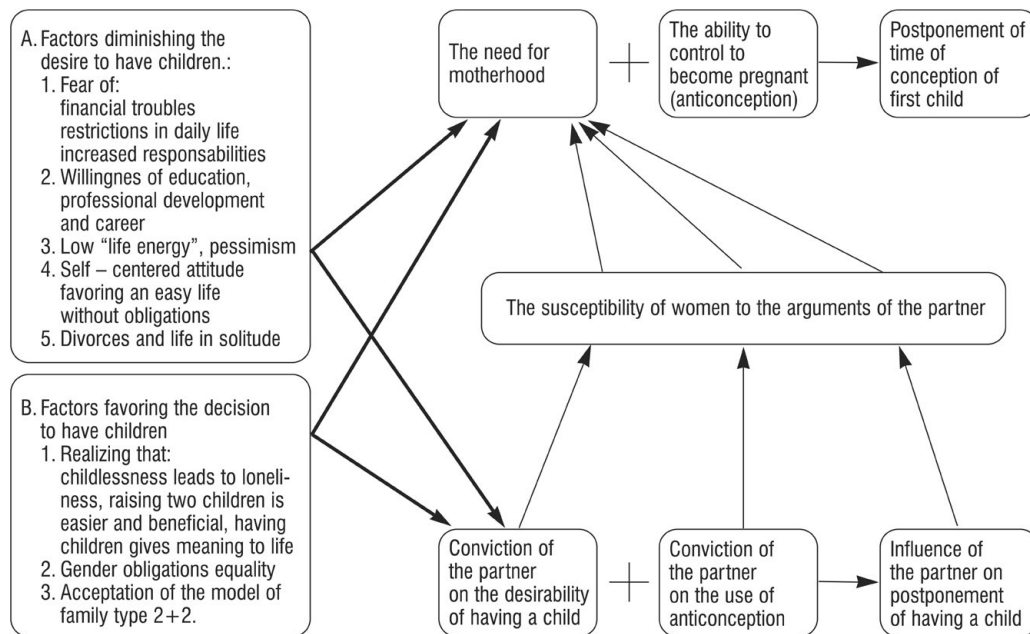 A. Factors diminishing the
desire to have children.:
1. Fear of:
financial troubles
restrictions in daily life
increased responsabilities
2. Willingnes of education,
professional development
and career
3. Low “life energy”, pessimism
4. Self – centered attitude
favoring an easy life
without obligations
5. Divorces and life in solitude
B. Factors favoring the decision
to have children
1. Realizing that:
childlessness leads to loneli-
ness, raising two children is
easier and beneficial, having
children gives meaning to life
2. Gender obligations equality
3. Acceptation of the model of
family type 2+2.
The need for
motherhood
+
The ability to
control to
become pregnant
(anticonception)
Postponement of
time of
conception of
first child
The susceptibility of women to the arguments of the partner
Conviction of
the partner
on the desirability
of having a child
+
Conviction of
the partner
on the use of
anticonception
Influence of
the partner on
postponement
of having a child